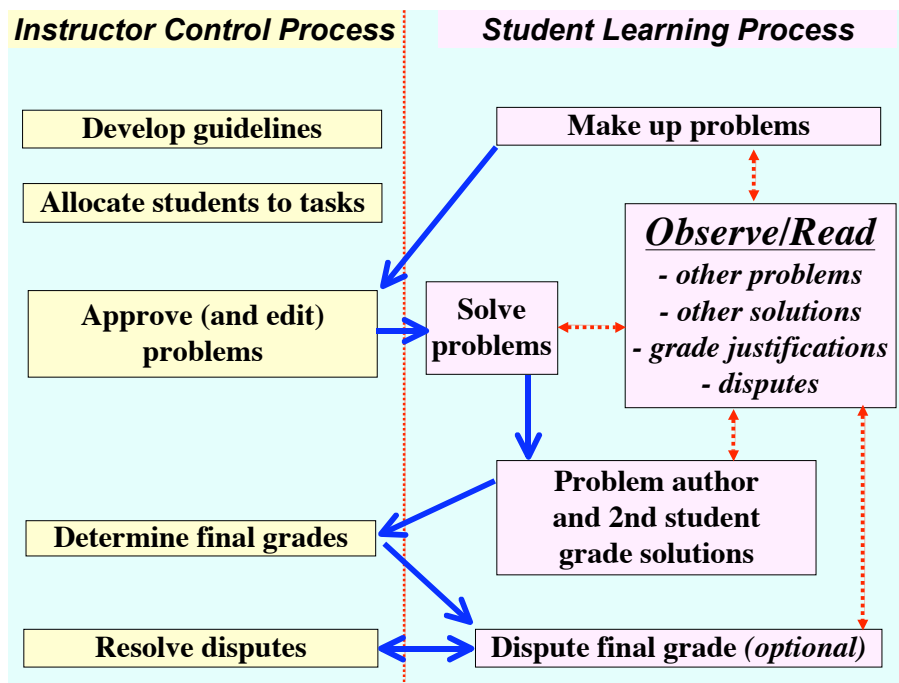 Instructor Control Process
Student Learning Process
Develop guidelines
Make up problems
Allocate students to tasks
Observe/Read
- other problems
- other solutions
- grade justifications
- disputes
Approve (and edit)
problems
Solve
problems
Problem author
and 2nd student
grade solutions
Determine final grades
Resolve disputes
Dispute final grade (optional)